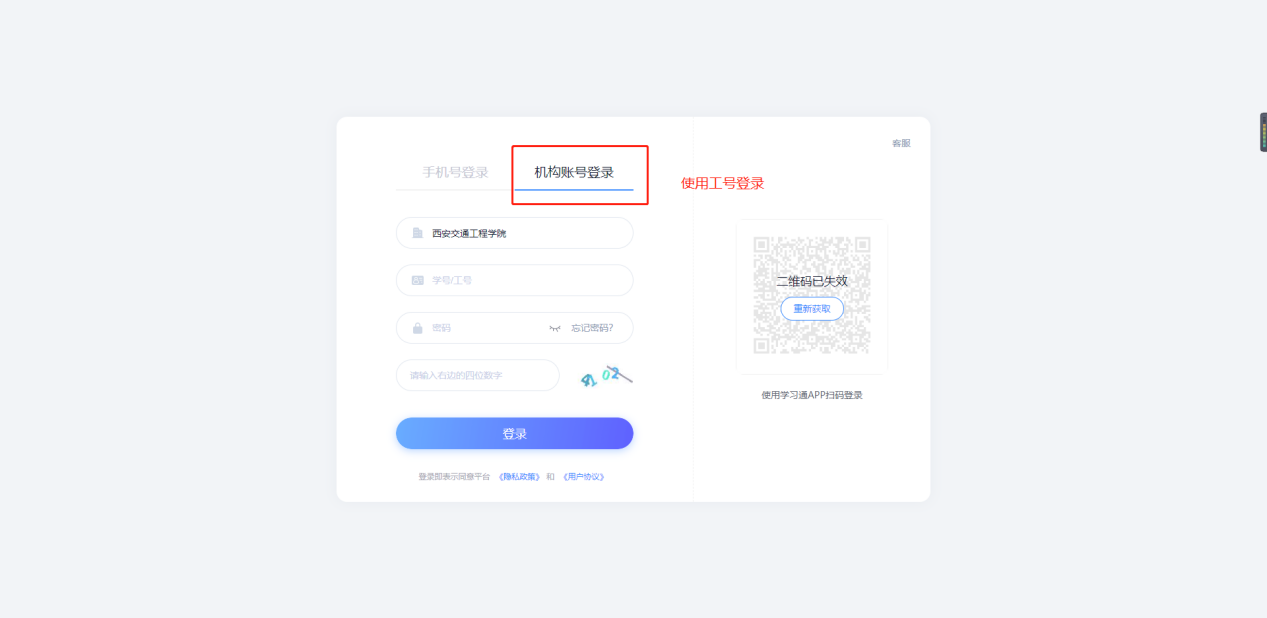 客服
手机号登录
机构账号登录
使用工号登录
西安交通工程学院
学号/工号
密码
忘记密码?
请输入右边的四位数字
4102
登录
登录即表示同意平台 《隐私政策》 和 《用户协议》
二维码已失效
重新获取
使用学习通APP扫码登录